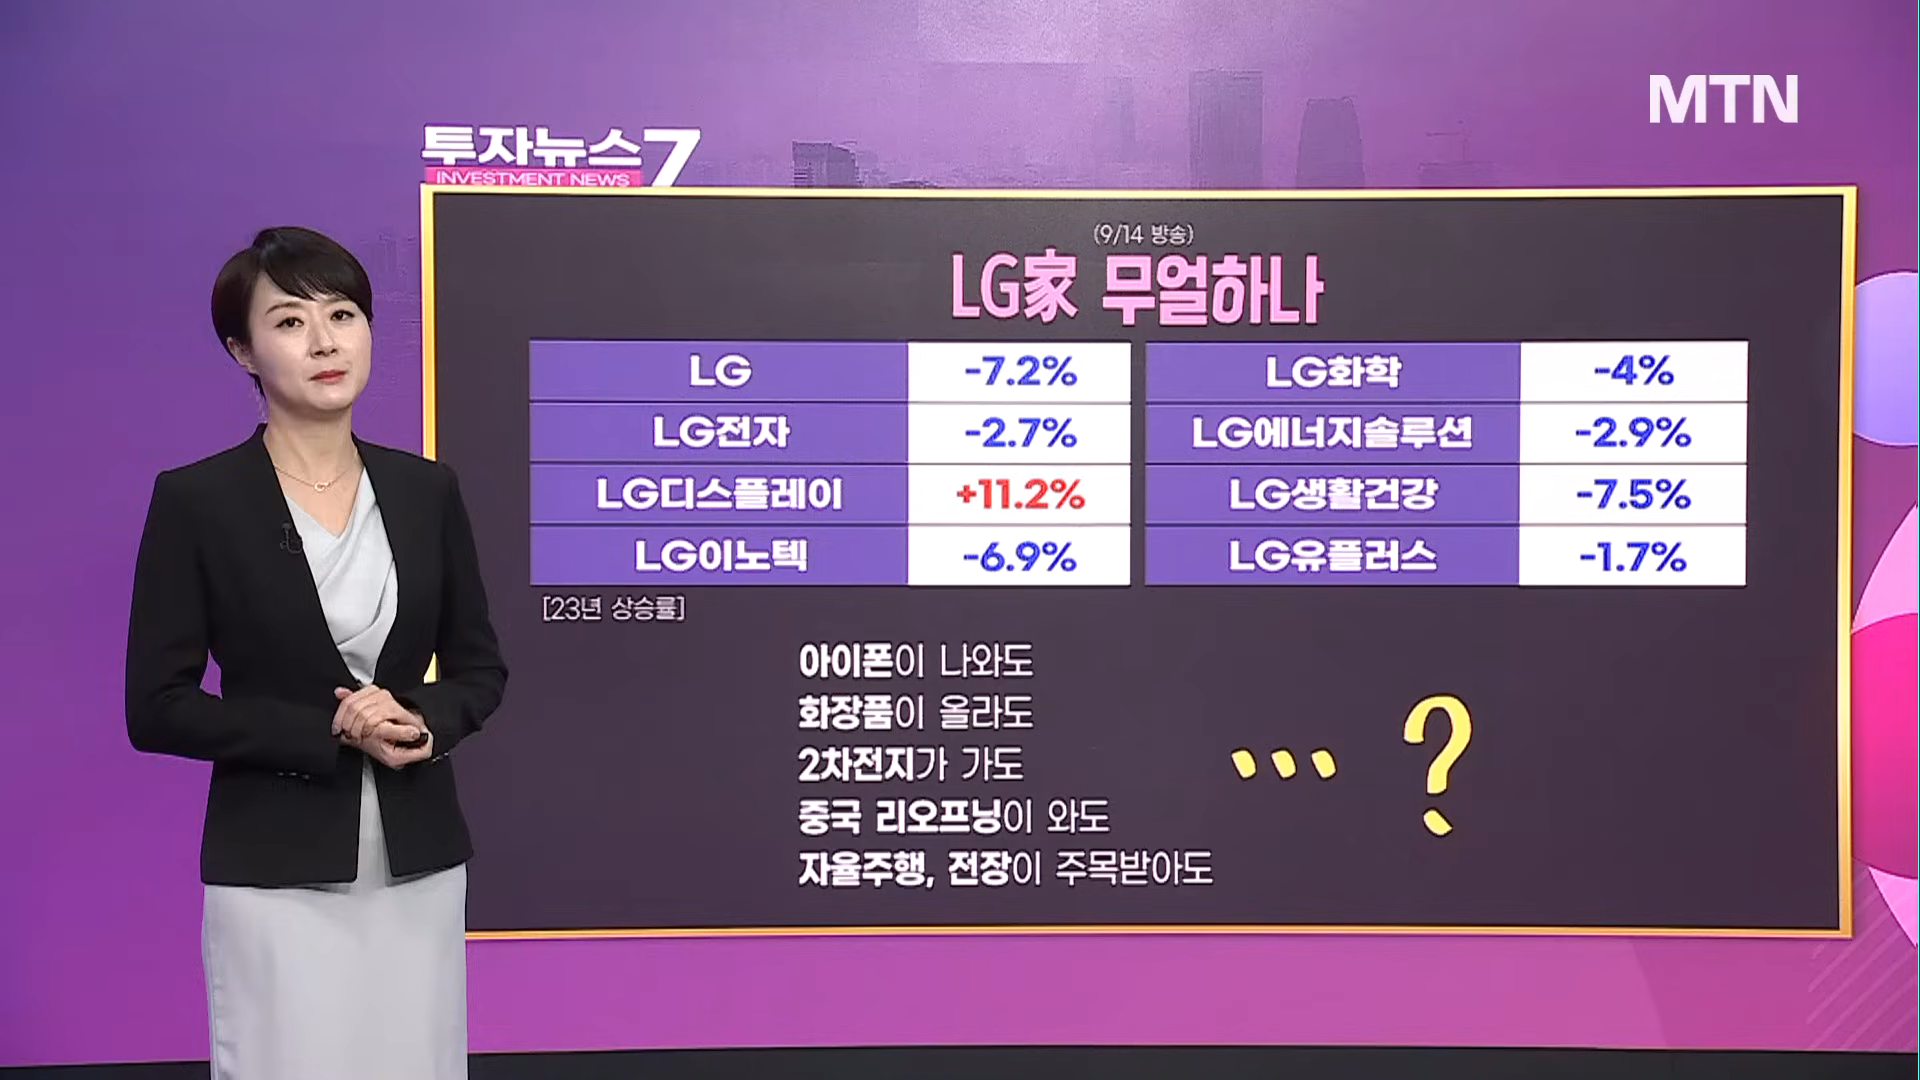 MTN
투자뉴스7
INVESTMENT NEWS
(9/14 방송)
LG家 무얼하나
LG -7.2% LG화학 -4%
LG전자 -2.7% LG에너지솔루션 -2.9%
LG디스플레이 +11.2% LG생활건강 -7.5%
LG이노텍 -6.9% LG유플러스 -1.7%
[23년 상승률]
아이폰이 나와도
화장품이 올라도
2차전지가 가도
중국 리오프닝이 와도
자율주행, 전장이 주목받아도
... ?